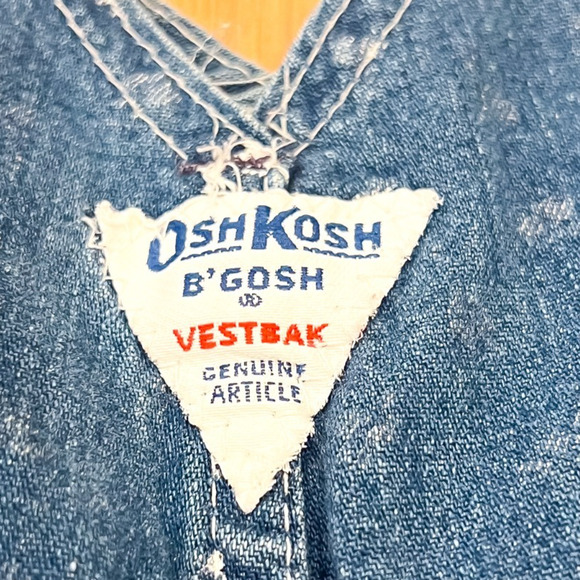 OSHKOSH
B'GOSH
®
VESTBAK
GENUINE
ARTICLE